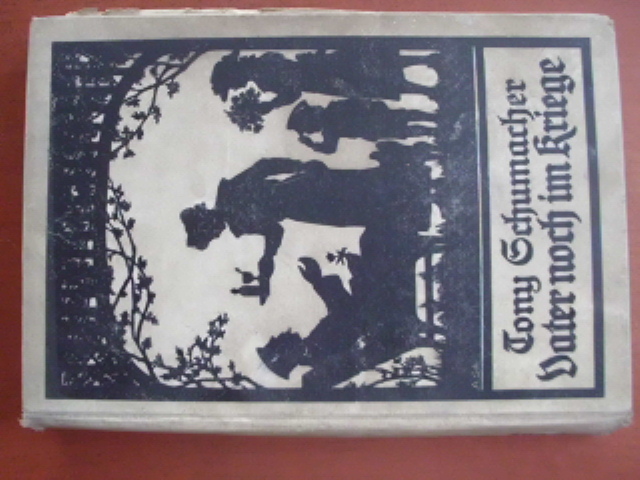 Tony Schumacher
Vater noch im Kriege